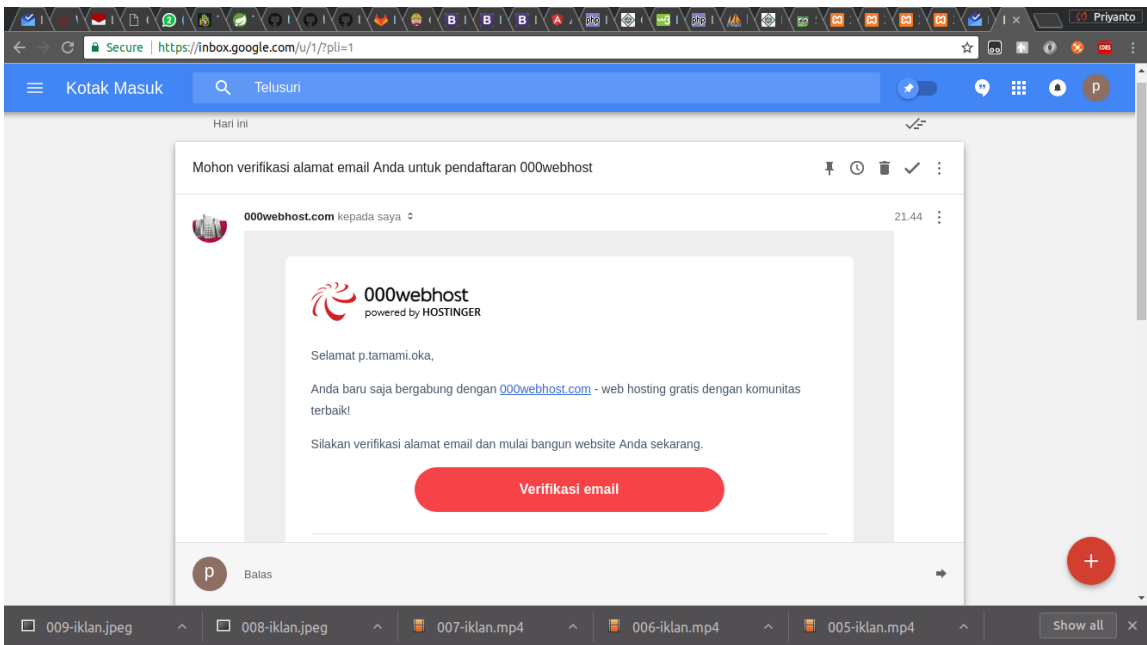 Priyanto
Secure | https://inbox.google.com/u/1/?pli=1
Kotak Masuk
Telusuri
p
Hari ini
Mohon verifikasi alamat email Anda untuk pendaftaran 000webhost
000webhost.com kepada saya
21.44
000webhost
powered by HOSTINGER
Selamat p.tamami.oka,
Anda baru saja bergabung dengan 000webhost.com - web hosting gratis dengan komunitas
terbaik!
Silakan verifikasi alamat email dan mulai bangun website Anda sekarang.
Verifikasi email
p
Balas
009-iklan.jpeg
008-iklan.jpeg
007-iklan.mp4
006-iklan.mp4
005-iklan.mp4
Show all